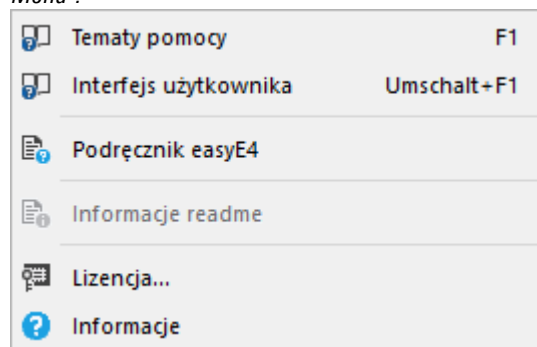 Tematy pomocy F1
Interfejs użytkownika Umschalt+F1
Podręcznik easyE4
Informacje readme
Lizencja...
Informacje